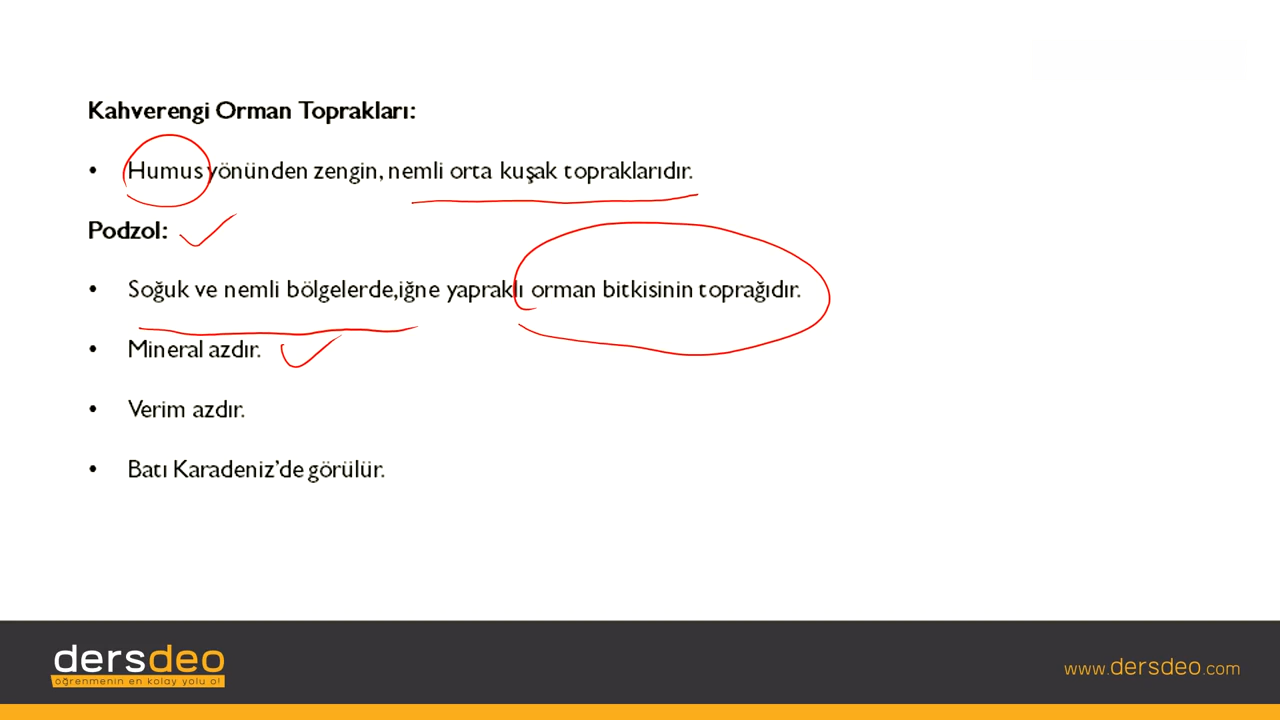 Kahverengi Orman Toprakları:
• Humus yönünden zengin, nemli orta kuşak topraklarıdır.
Podzol:
• Soğuk ve nemli bölgelerde,iğne yapraklı orman bitkisinin toprağıdır.
• Mineral azdır.
• Verim azdır.
• Batı Karadeniz’de görülür.
dersdeo
öğrenmenin en kolay yolu o!
www.dersdeo.com